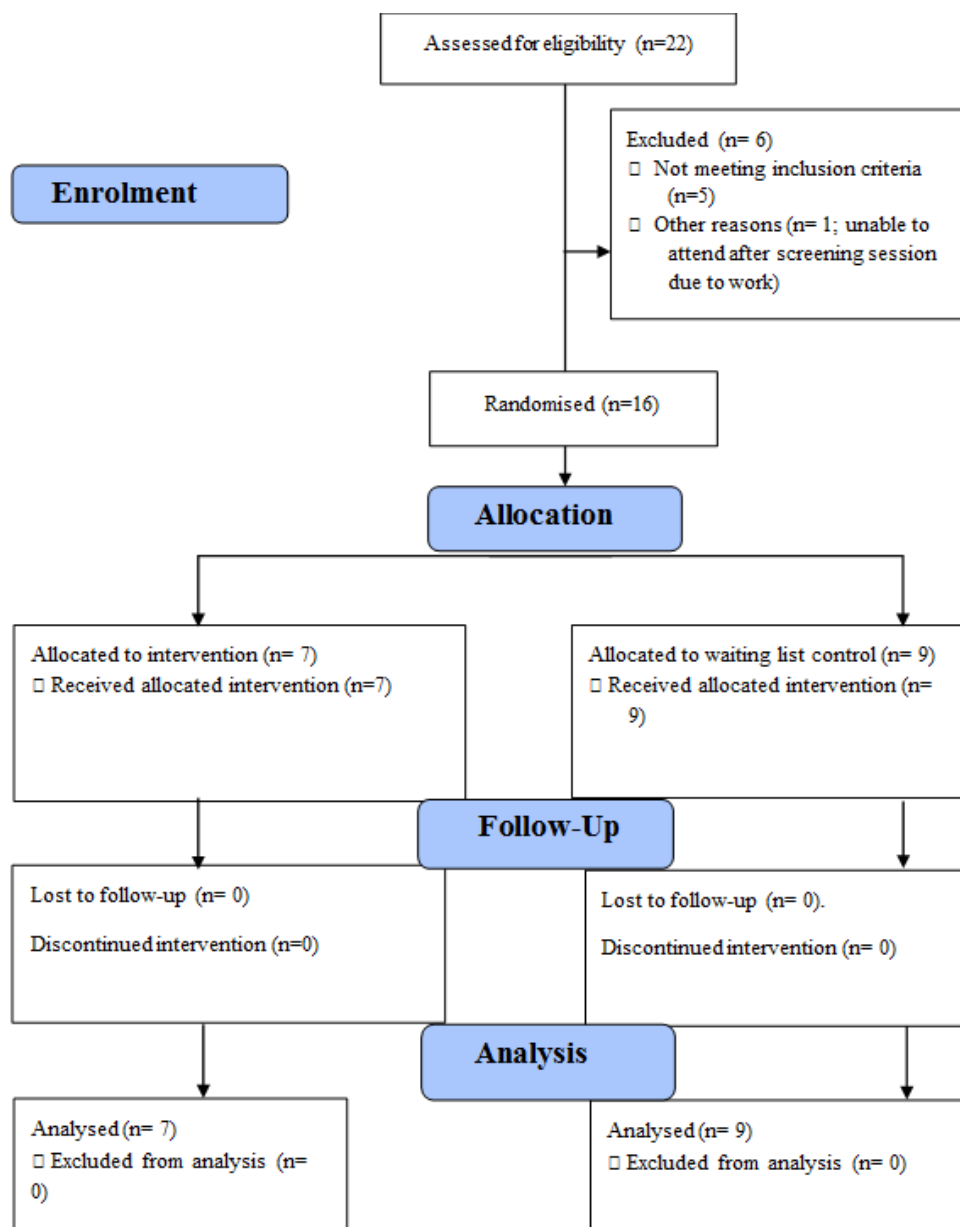 Assessed for eligibility (n=22)
Excluded (n= 6)
□ Not meeting inclusion criteria
(n=5)
□ Other reasons (n= 1; unable to
attend after screening session
due to work)
Enrolment
Randomised (n=16)
Allocation
Allocated to intervention (n= 7)
□ Received allocated intervention (n=7)
Allocated to waiting list control (n= 9)
□ Received allocated intervention (n=
9)
Follow-Up
Lost to follow-up (n= 0)
Discontinued intervention (n=0)
Lost to follow-up (n= 0).
Discontinued intervention (n= 0)
Analysis
Analysed (n= 7)
□ Excluded from analysis (n=
0)
Analysed (n= 9)
□ Excluded from analysis (n= 0)